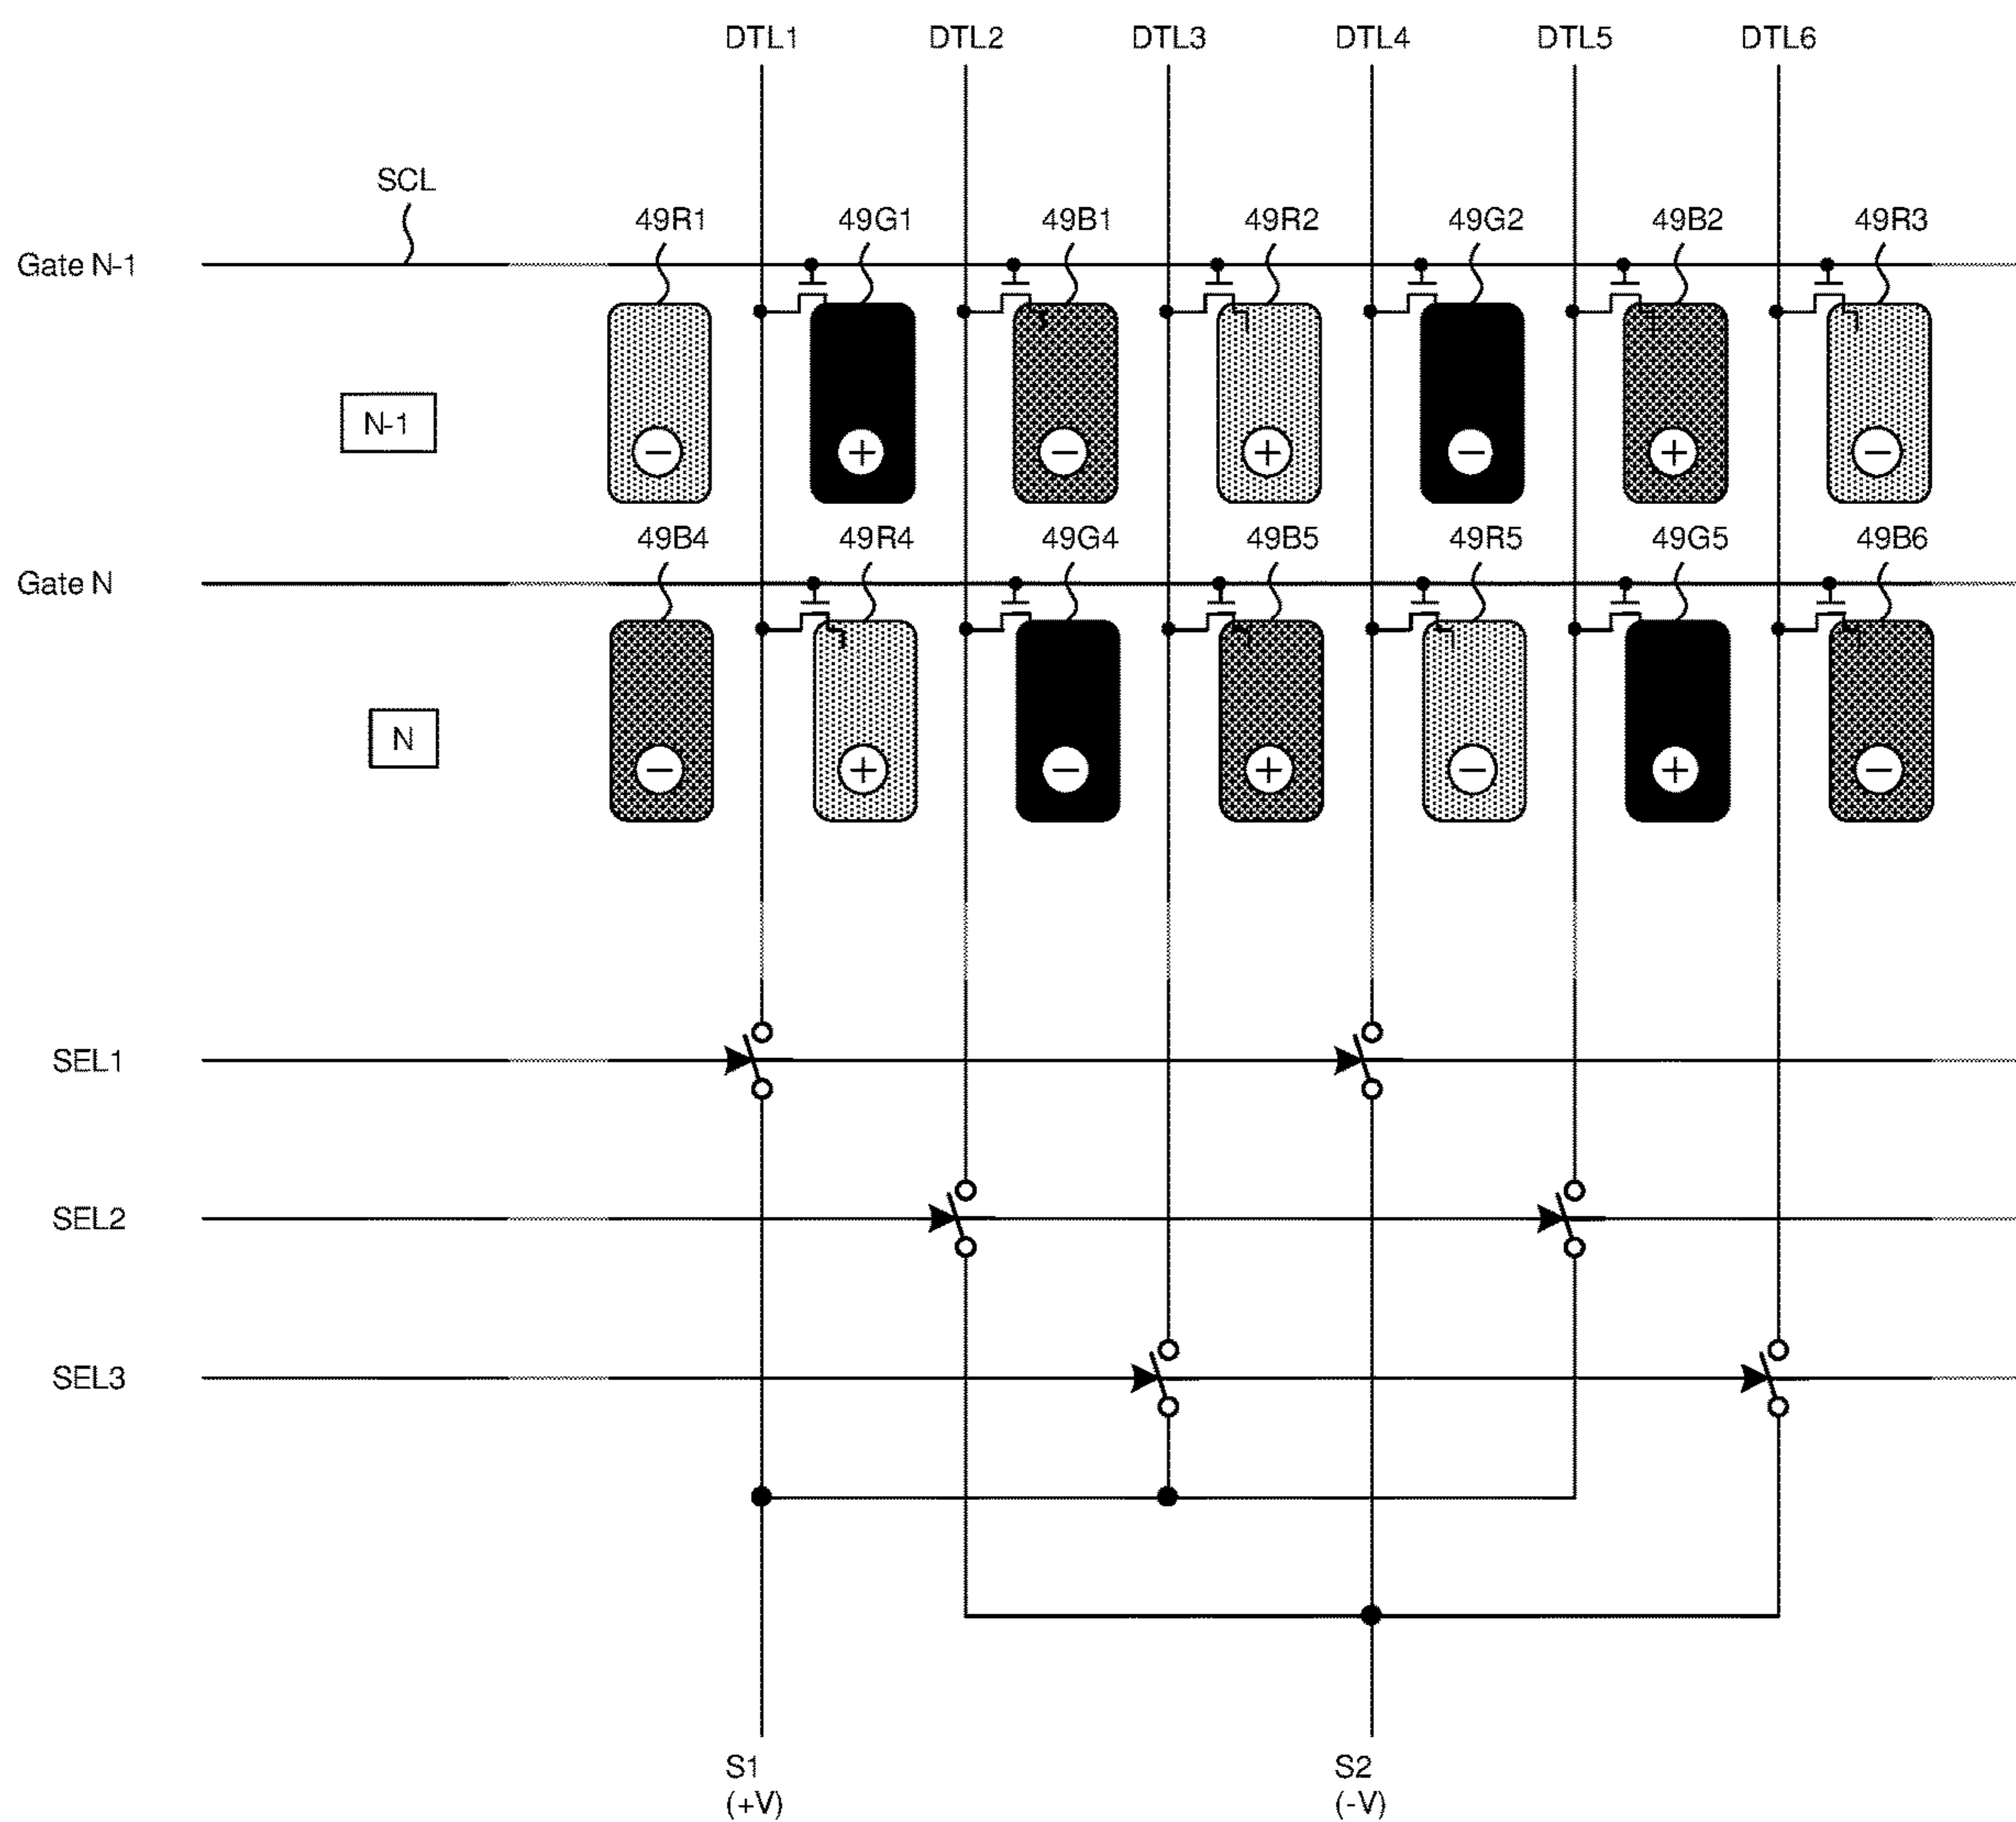 DTL1 DTL2 DTL3 DTL4 DTL5 DTL6
SCL
49R1 49G1 49B1 49R2 49G2 49B2 49R3
Gate N-1
N-1
− + − + − + −
49B4 49R4 49G4 49B5 49R5 49G5 49B6
Gate N
N
− + − + − + −
SEL1
SEL2
SEL3
S1 S2
(+V) (-V)